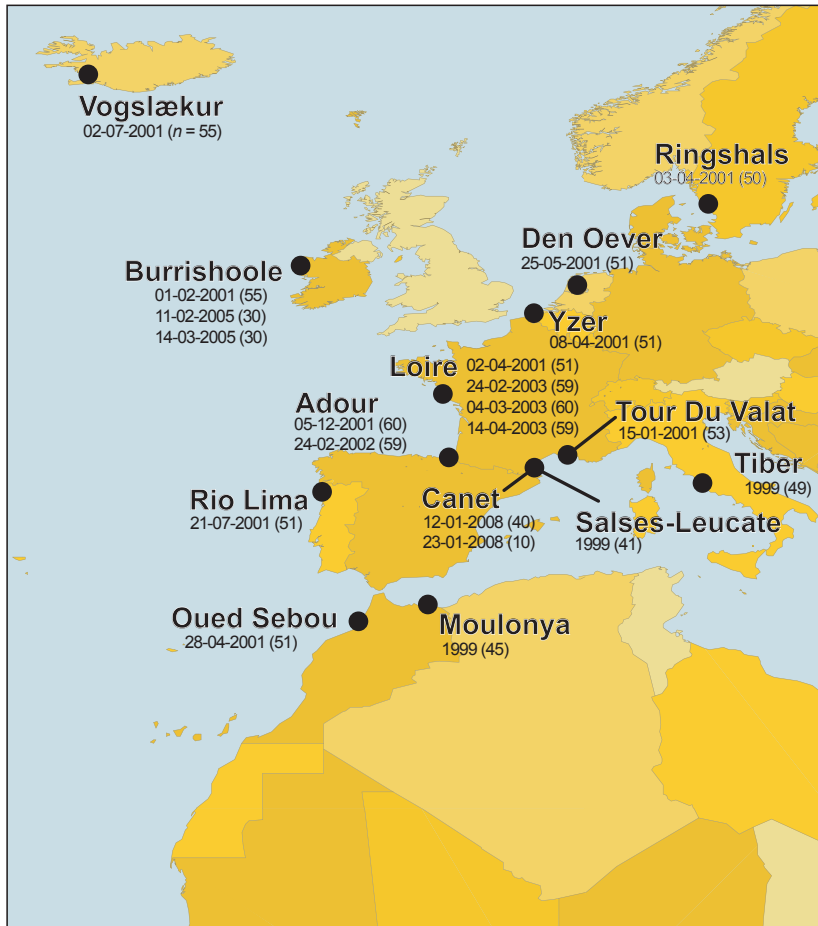 Vogslækur
02-07-2001 (n = 55)
Ringshals
03-04-2001 (50)
Den Oever
25-05-2001 (51)
Burrishoole
01-02-2001 (55)
11-02-2005 (30)
14-03-2005 (30)
Yzer
08-04-2001 (51)
Loire
02-04-2001 (51)
24-02-2003 (59)
04-03-2003 (60)
14-04-2003 (59)
Adour
05-12-2001 (60)
24-02-2002 (59)
Tour Du Valat
15-01-2001 (53)
Tiber
1999 (49)
Rio Lima
21-07-2001 (51)
Canet
12-01-2008 (40)
23-01-2008 (10)
Salses-Leucate
1999 (41)
Oued Sebou
28-04-2001 (51)
Moulonya
1999 (45)